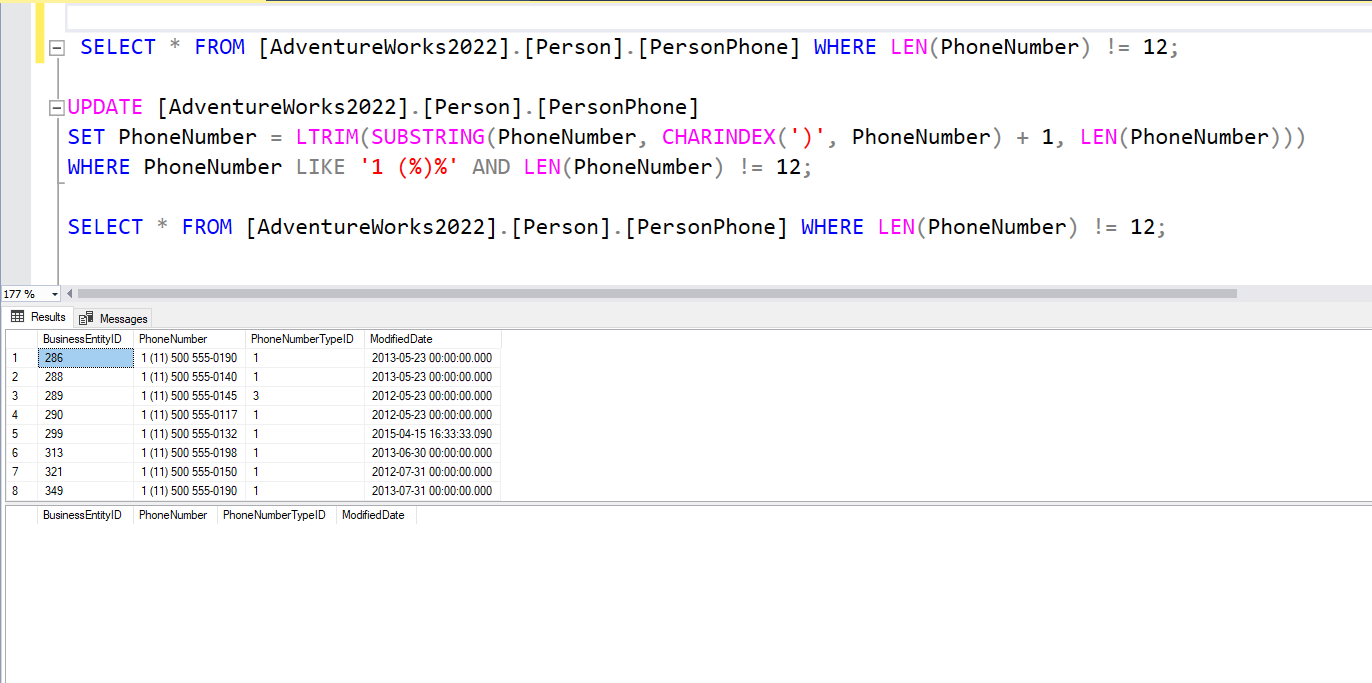 SELECT * FROM [AdventureWorks2022].[Person].[PersonPhone] WHERE LEN(PhoneNumber) != 12;
UPDATE [AdventureWorks2022].[Person].[PersonPhone]
SET PhoneNumber = LTRIM(SUBSTRING(PhoneNumber, CHARINDEX(')', PhoneNumber) + 1, LEN(PhoneNumber)))
WHERE PhoneNumber LIKE '1 (%)%' AND LEN(PhoneNumber) != 12;
SELECT * FROM [AdventureWorks2022].[Person].[PersonPhone] WHERE LEN(PhoneNumber) != 12;
177 %
Results Messages
BusinessEntityID PhoneNumber PhoneNumberTypeID ModifiedDate
1 286 1 (11) 500 555-0190 1 2013-05-23 00:00:00.000
2 288 1 (11) 500 555-0140 1 2013-05-23 00:00:00.000
3 289 1 (11) 500 555-0145 3 2012-05-23 00:00:00.000
4 290 1 (11) 500 555-0117 1 2012-05-23 00:00:00.000
5 299 1 (11) 500 555-0132 1 2015-04-15 16:33:33.090
6 313 1 (11) 500 555-0198 1 2013-06-30 00:00:00.000
7 321 1 (11) 500 555-0150 1 2012-07-31 00:00:00.000
8 349 1 (11) 500 555-0190 1 2013-07-31 00:00:00.000
BusinessEntityID PhoneNumber PhoneNumberTypeID ModifiedDate